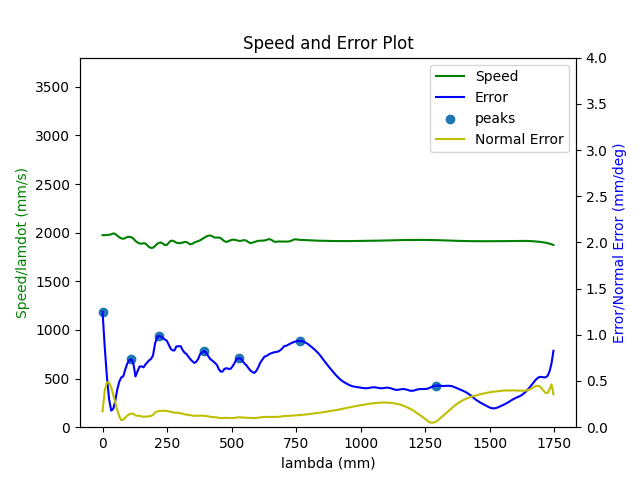 Speed and Error Plot
Speed
Error
peaks
Normal Error
Speed/lamdot (mm/s)
3500
3000
2500
2000
1500
1000
500
0
4.0
3.5
3.0
2.5
2.0
1.5
1.0
0.5
0.0
Error/Normal Error (mm/deg)
0 250 500 750 1000 1250 1500 1750
lambda (mm)